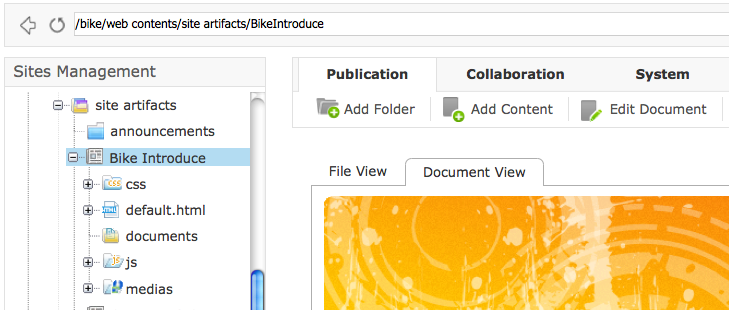 /bike/web contents/site artifacts/BikeIntroduce
Sites Management
Publication Collaboration System
site artifacts
Add Folder Add Content Edit Document
announcements
Bike Introduce
File View Document View
css
default.html
documents
js
medias